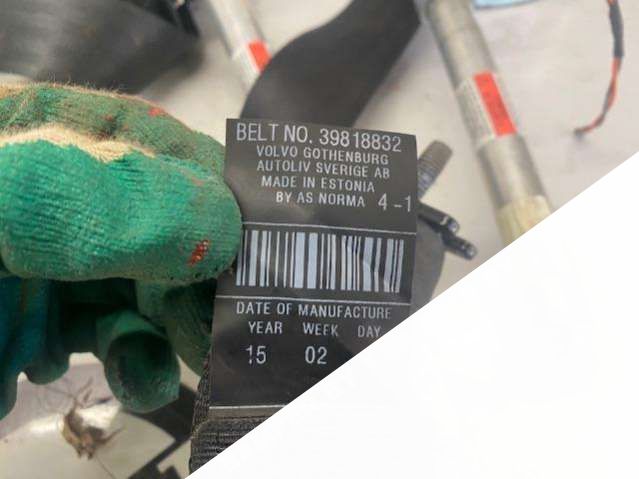 BELT NO. 39818832
VOLVO GOTHENBURG
AUTOLIV SVERIGE AB
MADE IN ESTONIA
BY AS NORMA 4-1
DATE OF MANUFACTURE
YEAR WEEK DAY
15 02